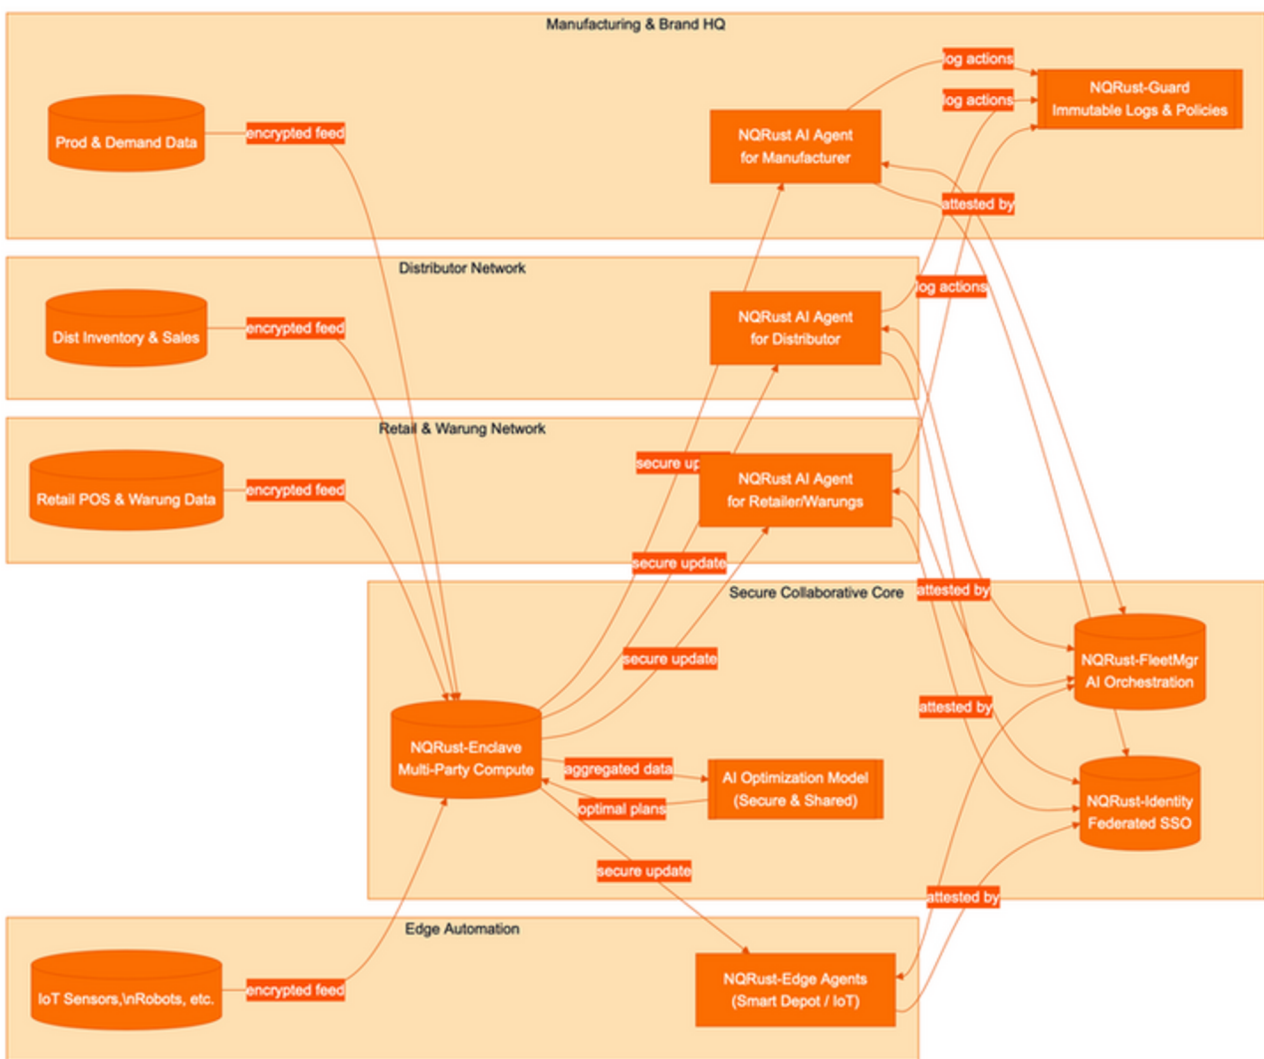 Manufacturing & Brand HQ
log actions
NQRust-Guard
Immutable Logs & Policies
log actions
Prod & Demand Data
encrypted feed
NQRust AI Agent
for Manufacturer
attested by
Distributor Network
Dist Inventory & Sales
encrypted feed
NQRust AI Agent
for Distributor
log actions
Retail & Warung Network
Retail POS & Warung Data
encrypted feed
secure up
NQRust AI Agent
for Retailer/Warungs
secure update
Secure Collaborative Core
attested by
secure update
NQRust-FleetMgr
AI Orchestration
attested by
NQRust-Enclave
Multi-Party Compute
aggregated data
optimal plans
AI Optimization Model
(Secure & Shared)
NQRust-Identity
Federated SSO
secure update
attested by
Edge Automation
IoT Sensors,\nRobots, etc.
encrypted feed
NQRust-Edge Agents
(Smart Depot / IoT)